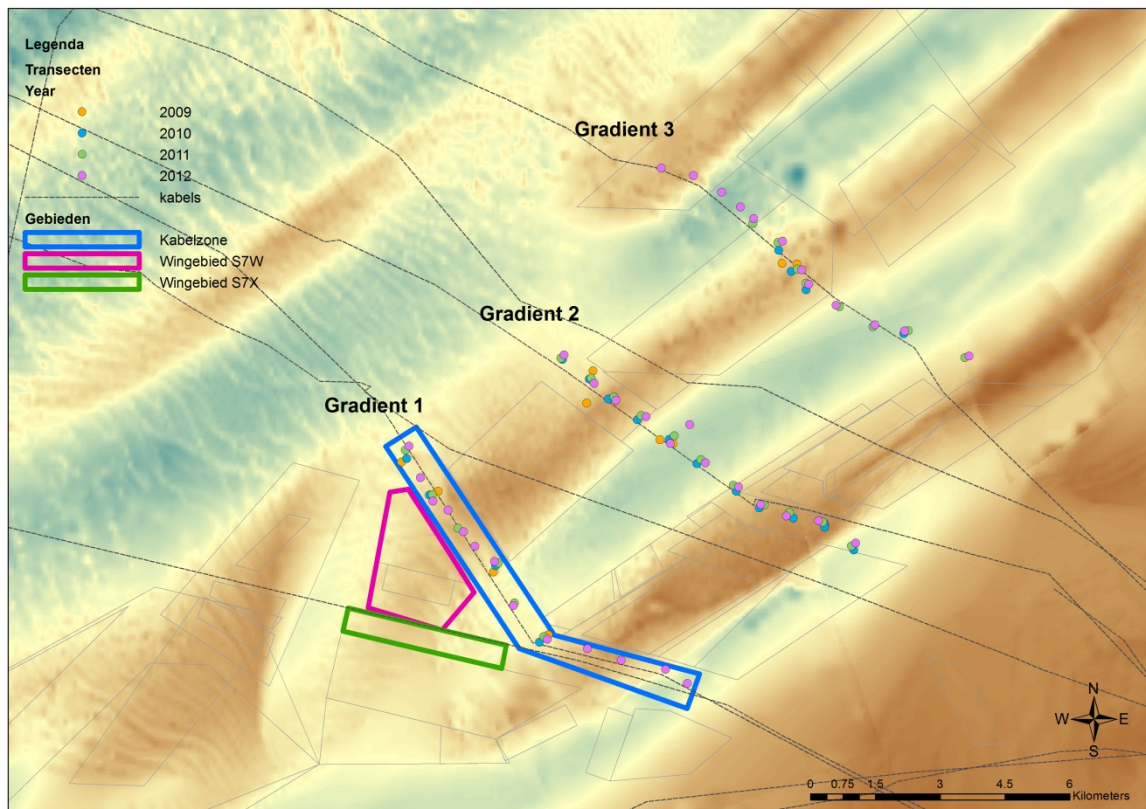 Legenda
Transecten
Year
2009
2010
2011
2012
kabels
Gebieden
Kabelzone
Wingebied S7W
Wingebied S7X
Gradient 3
Gradient 2
Gradient 1
N
W E
S
0 0.75 1.5 3 4.5 6
Kilometers